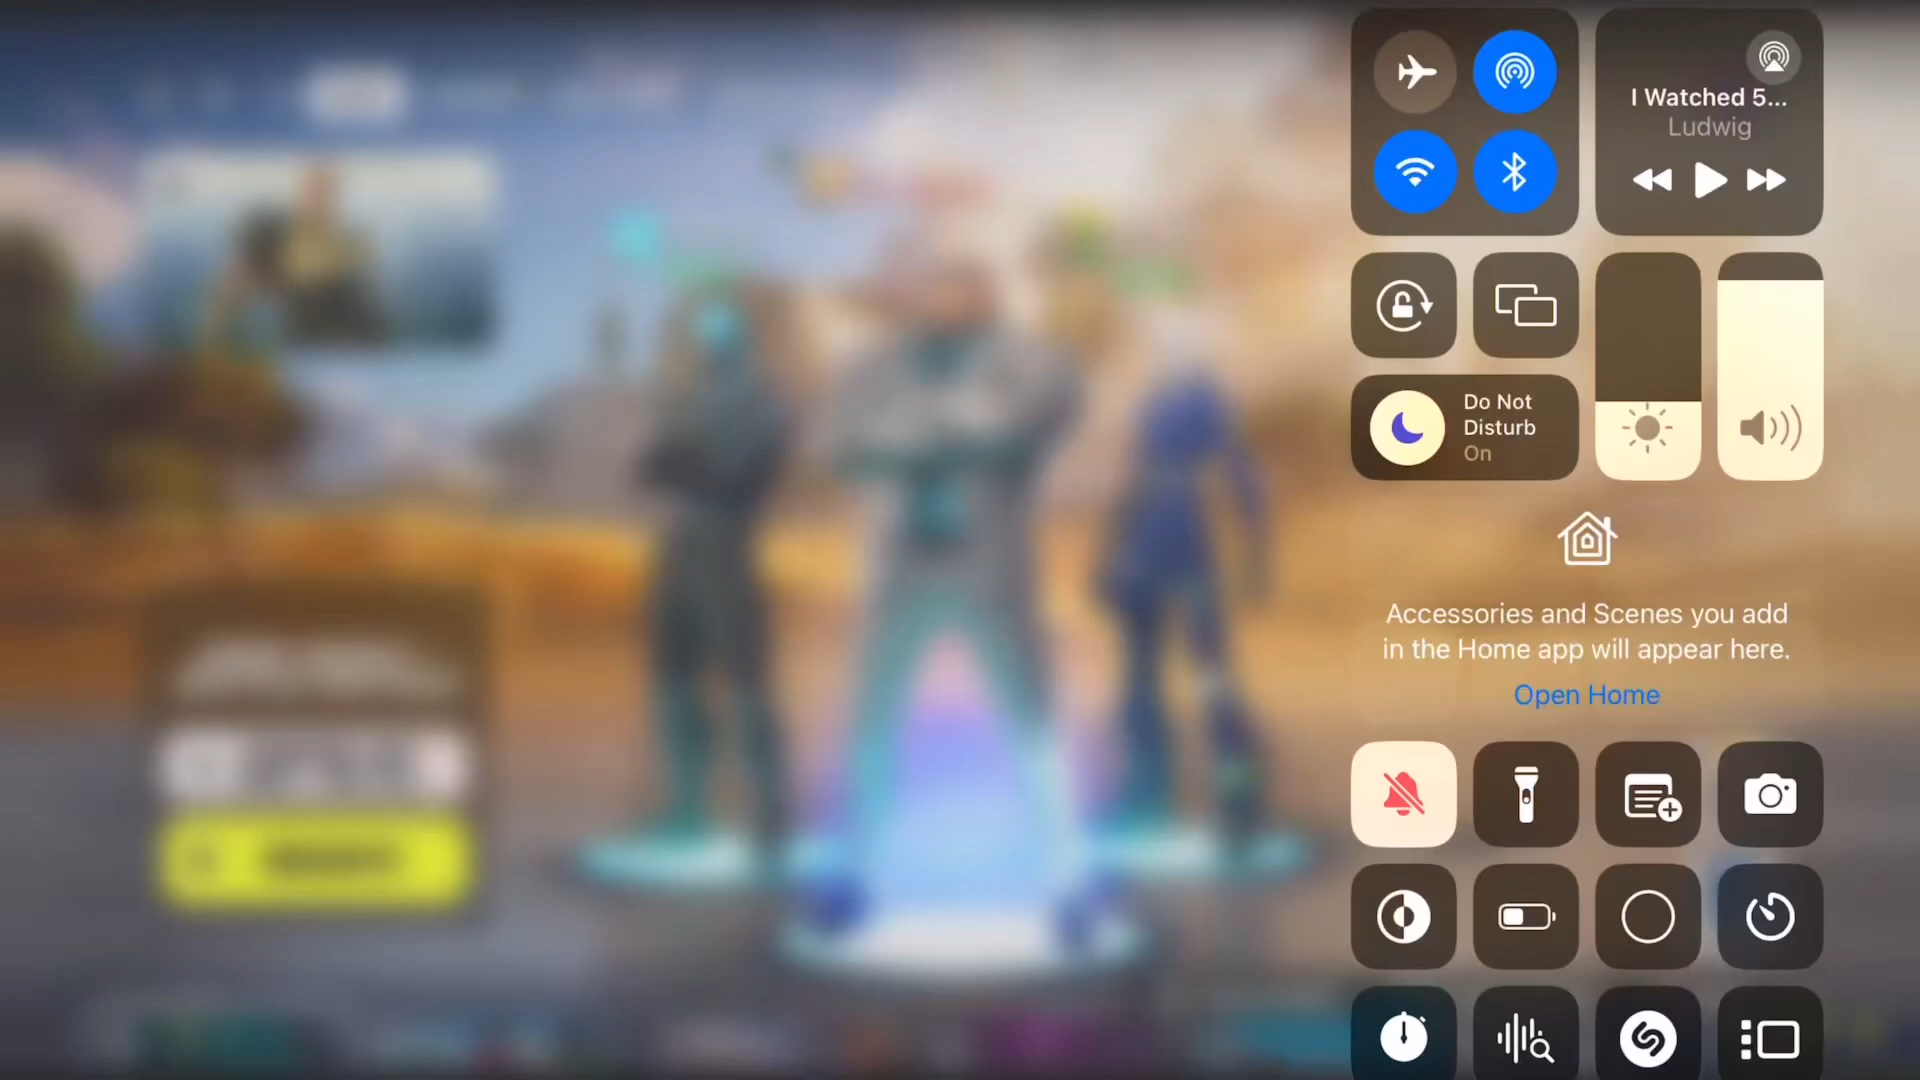 I Watched 5...
Ludwig
Do Not
Disturb
On
Accessories and Scenes you add
in the Home app will appear here.
Open Home